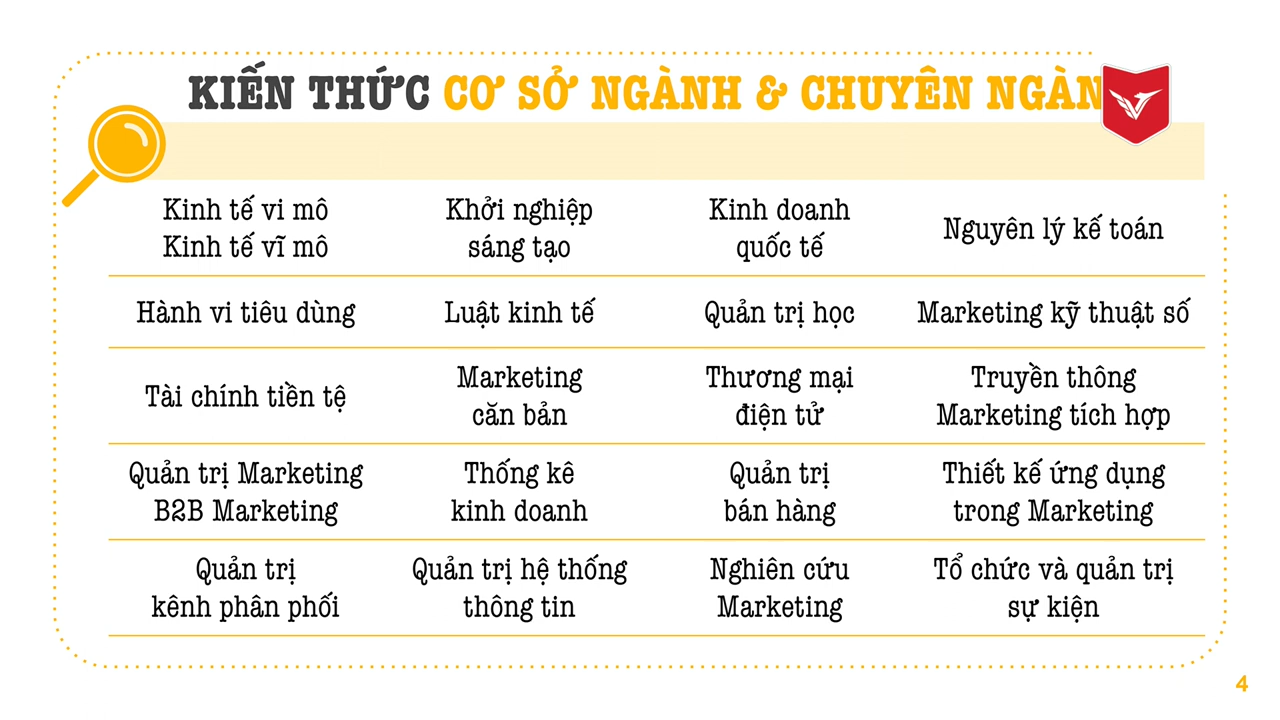 KIẾN THỨC CƠ SỞ NGÀNH & CHUYÊN NGÀN
Kinh tế vi mô
Kinh tế vĩ mô
Khởi nghiệp
sáng tạo
Kinh doanh
quốc tế
Nguyên lý kế toán
Hành vi tiêu dùng
Luật kinh tế
Quản trị học
Marketing kỹ thuật số
Tài chính tiền tệ
Marketing
căn bản
Thương mại
điện tử
Truyền thông
Marketing tích hợp
Quản trị Marketing
B2B Marketing
Thống kê
kinh doanh
Quản trị
bán hàng
Thiết kế ứng dụng
trong Marketing
Quản trị
kênh phân phối
Quản trị hệ thống
thông tin
Nghiên cứu
Marketing
Tổ chức và quản trị
sự kiện
4